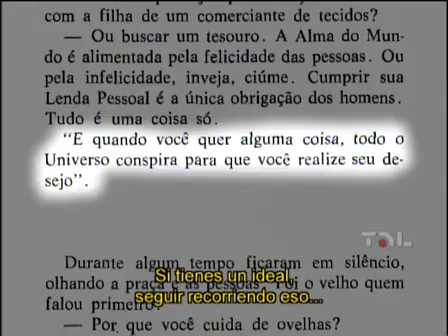 com a filha de um comerciante de tecidos?
— Ou buscar um tesouro. A Alma do Mun-
do é alimentada pela felicidade das pessoas. Ou
pela infelicidade, inveja, ciúme. Cumprir sua
Lenda Pessoal é a única obrigação dos homens.
Tudo é uma coisa só.
"E quando você quer alguma coisa, todo o
Universo conspira para que você realize seu de-
sejo".
TAL
Durante algum tempo ficaram em silêncio,
olhando a praça e as pessoas. Foi o velho quem
falou primeiro.
Si tienes un ideal
seguir recorriendo eso...
— Por que você cuida de ovelhas?